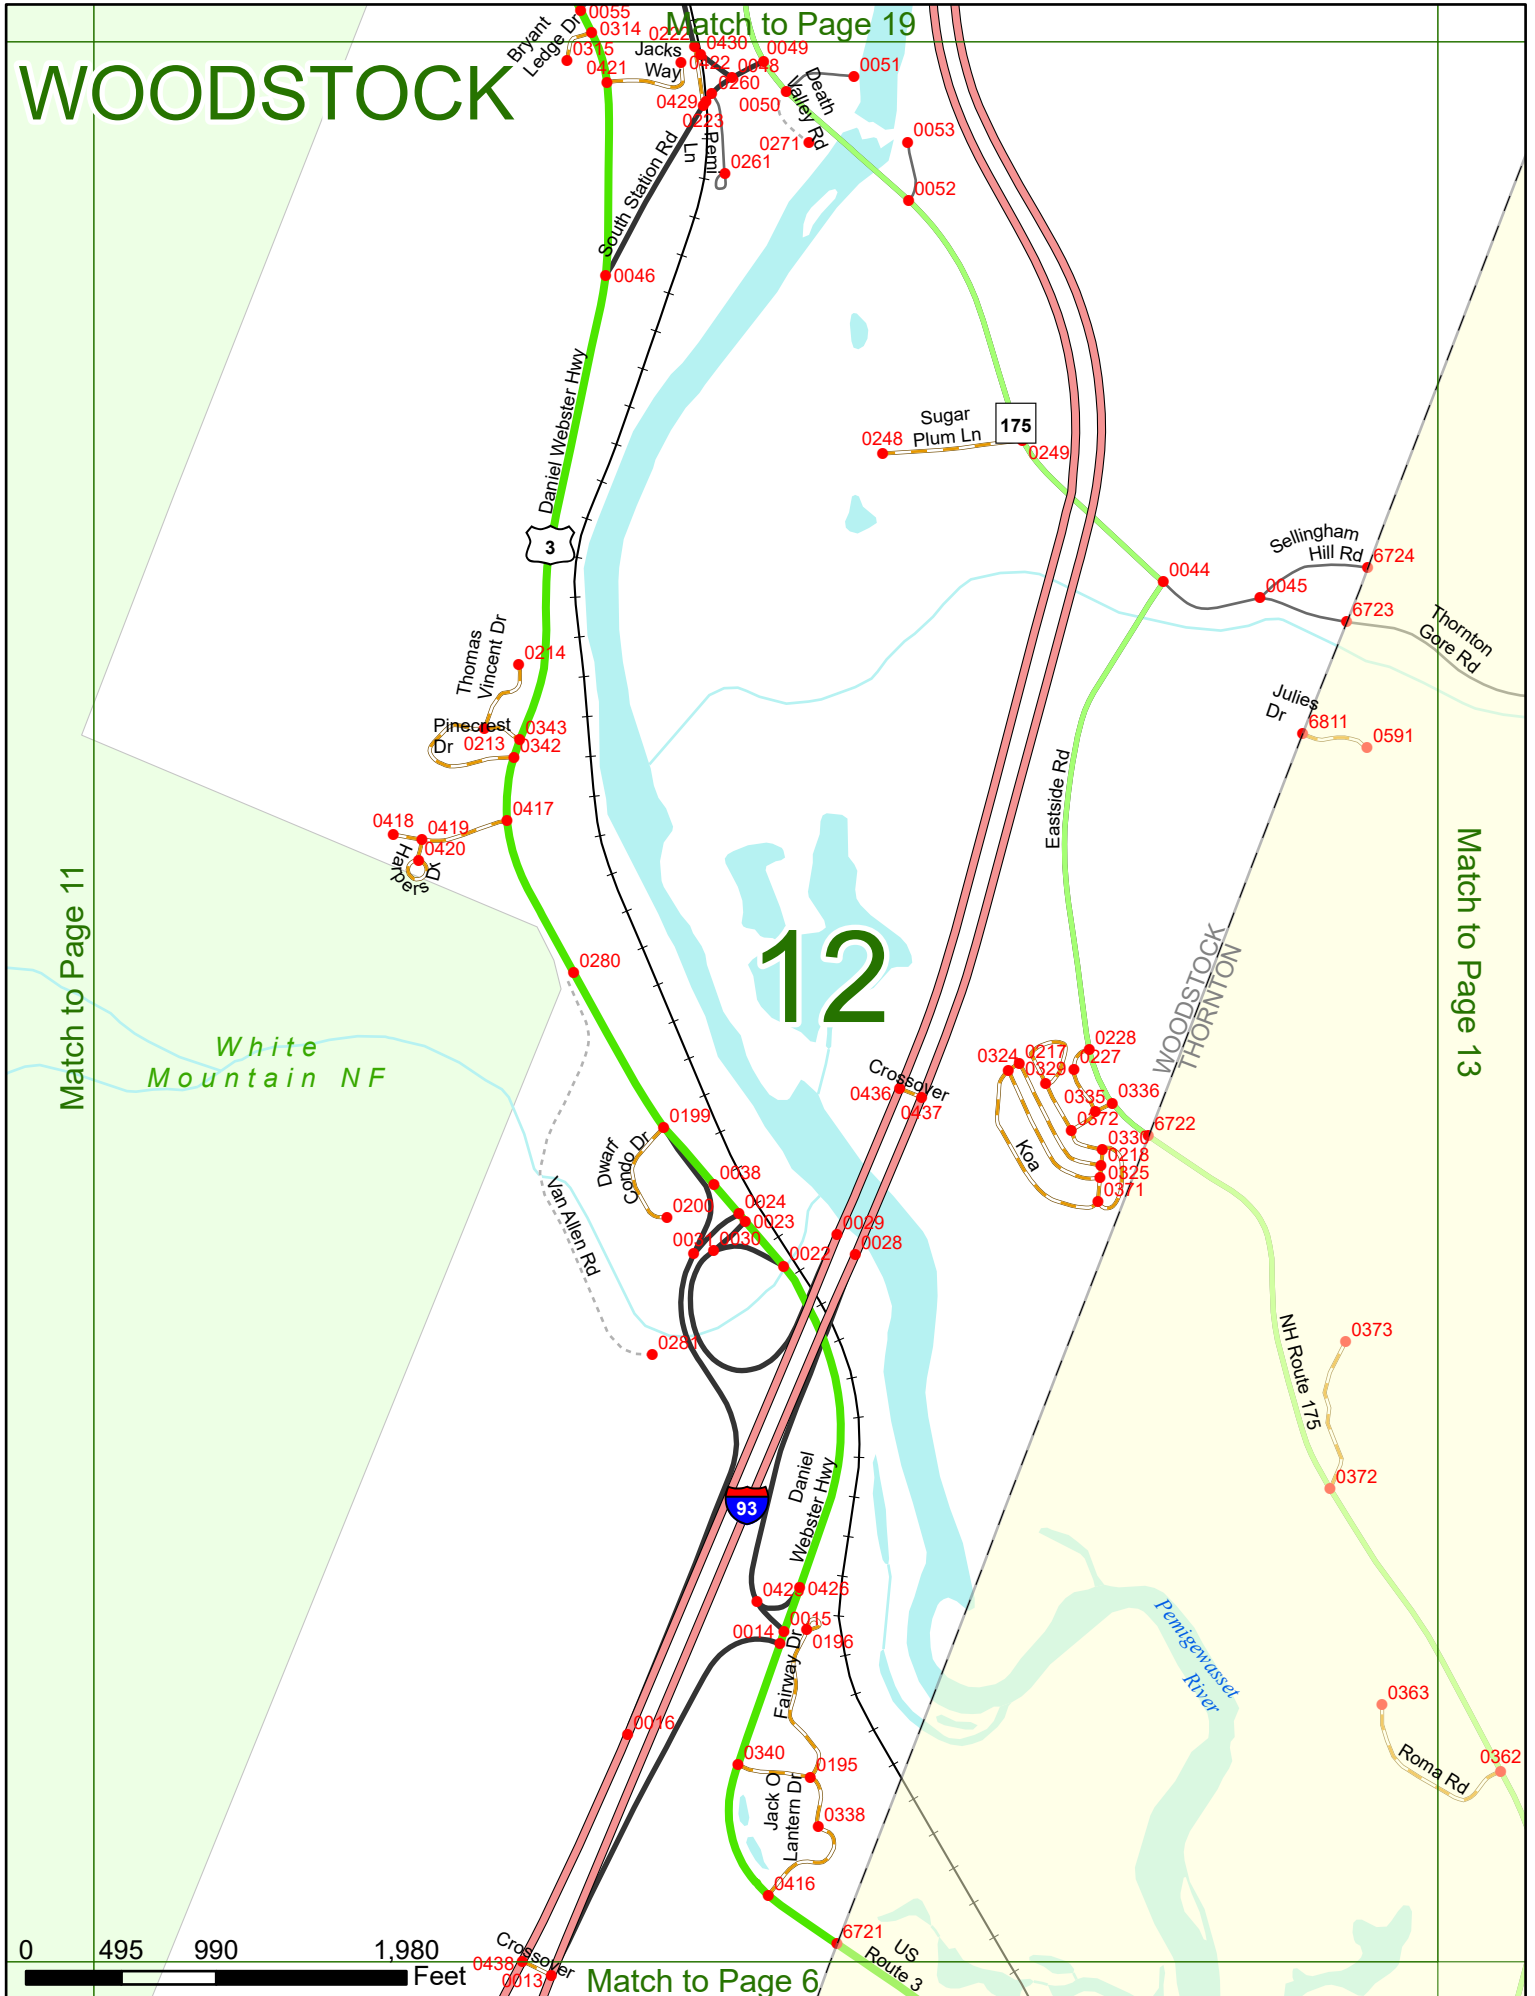 Match to Page 19
WOODSTOCK
0055
0314
0315
Bryant
Ledge Dr
0421
Jacks
Way
0222
0430
0422
0048
0049
0260
0051
0050
Death
Valley Rd
0429
0223
Remi
Ln
0271
0053
0261
South Station Rd
0052
0046
Daniel Webster Hwy
3
175
Sugar
Plum Ln
0248
0249
Sellingham
Hill Rd
6724
0044
0045
6723
Thornton
Gore Rd
Thomas
Vincent Dr
0214
Pinecrest
Dr
0213
0343
0342
Julies
Dr
6811
0591
Eastside Rd
0417
0418
0419
0420
Harpers
Dr
Match to Page 11
Match to Page 13
12
0280
WOODSTOCK
THORNTON
White
Mountain NF
0228
0227
0217
0324
0329
Crossover
0436
0437
0335
0336
0372
6722
0330
0218
0325
0371
Koa
0199
Dwarf
Condo Dr
0038
0200
0024
0023
0031
0030
0022
0029
0028
Van Allen Rd
0281
NH Route 175
0373
0372
93
Daniel
Webster Hwy
0426
0015
0014
0196
Fairway Dr
Pemigewasset
River
0016
0363
0362
Roma Rd
0340
0195
Jack O
Lantern Dr
0338
0416
6721
US
Route 3
Crossover
0438
0013
0 495 990 1,980
Feet
Match to Page 6